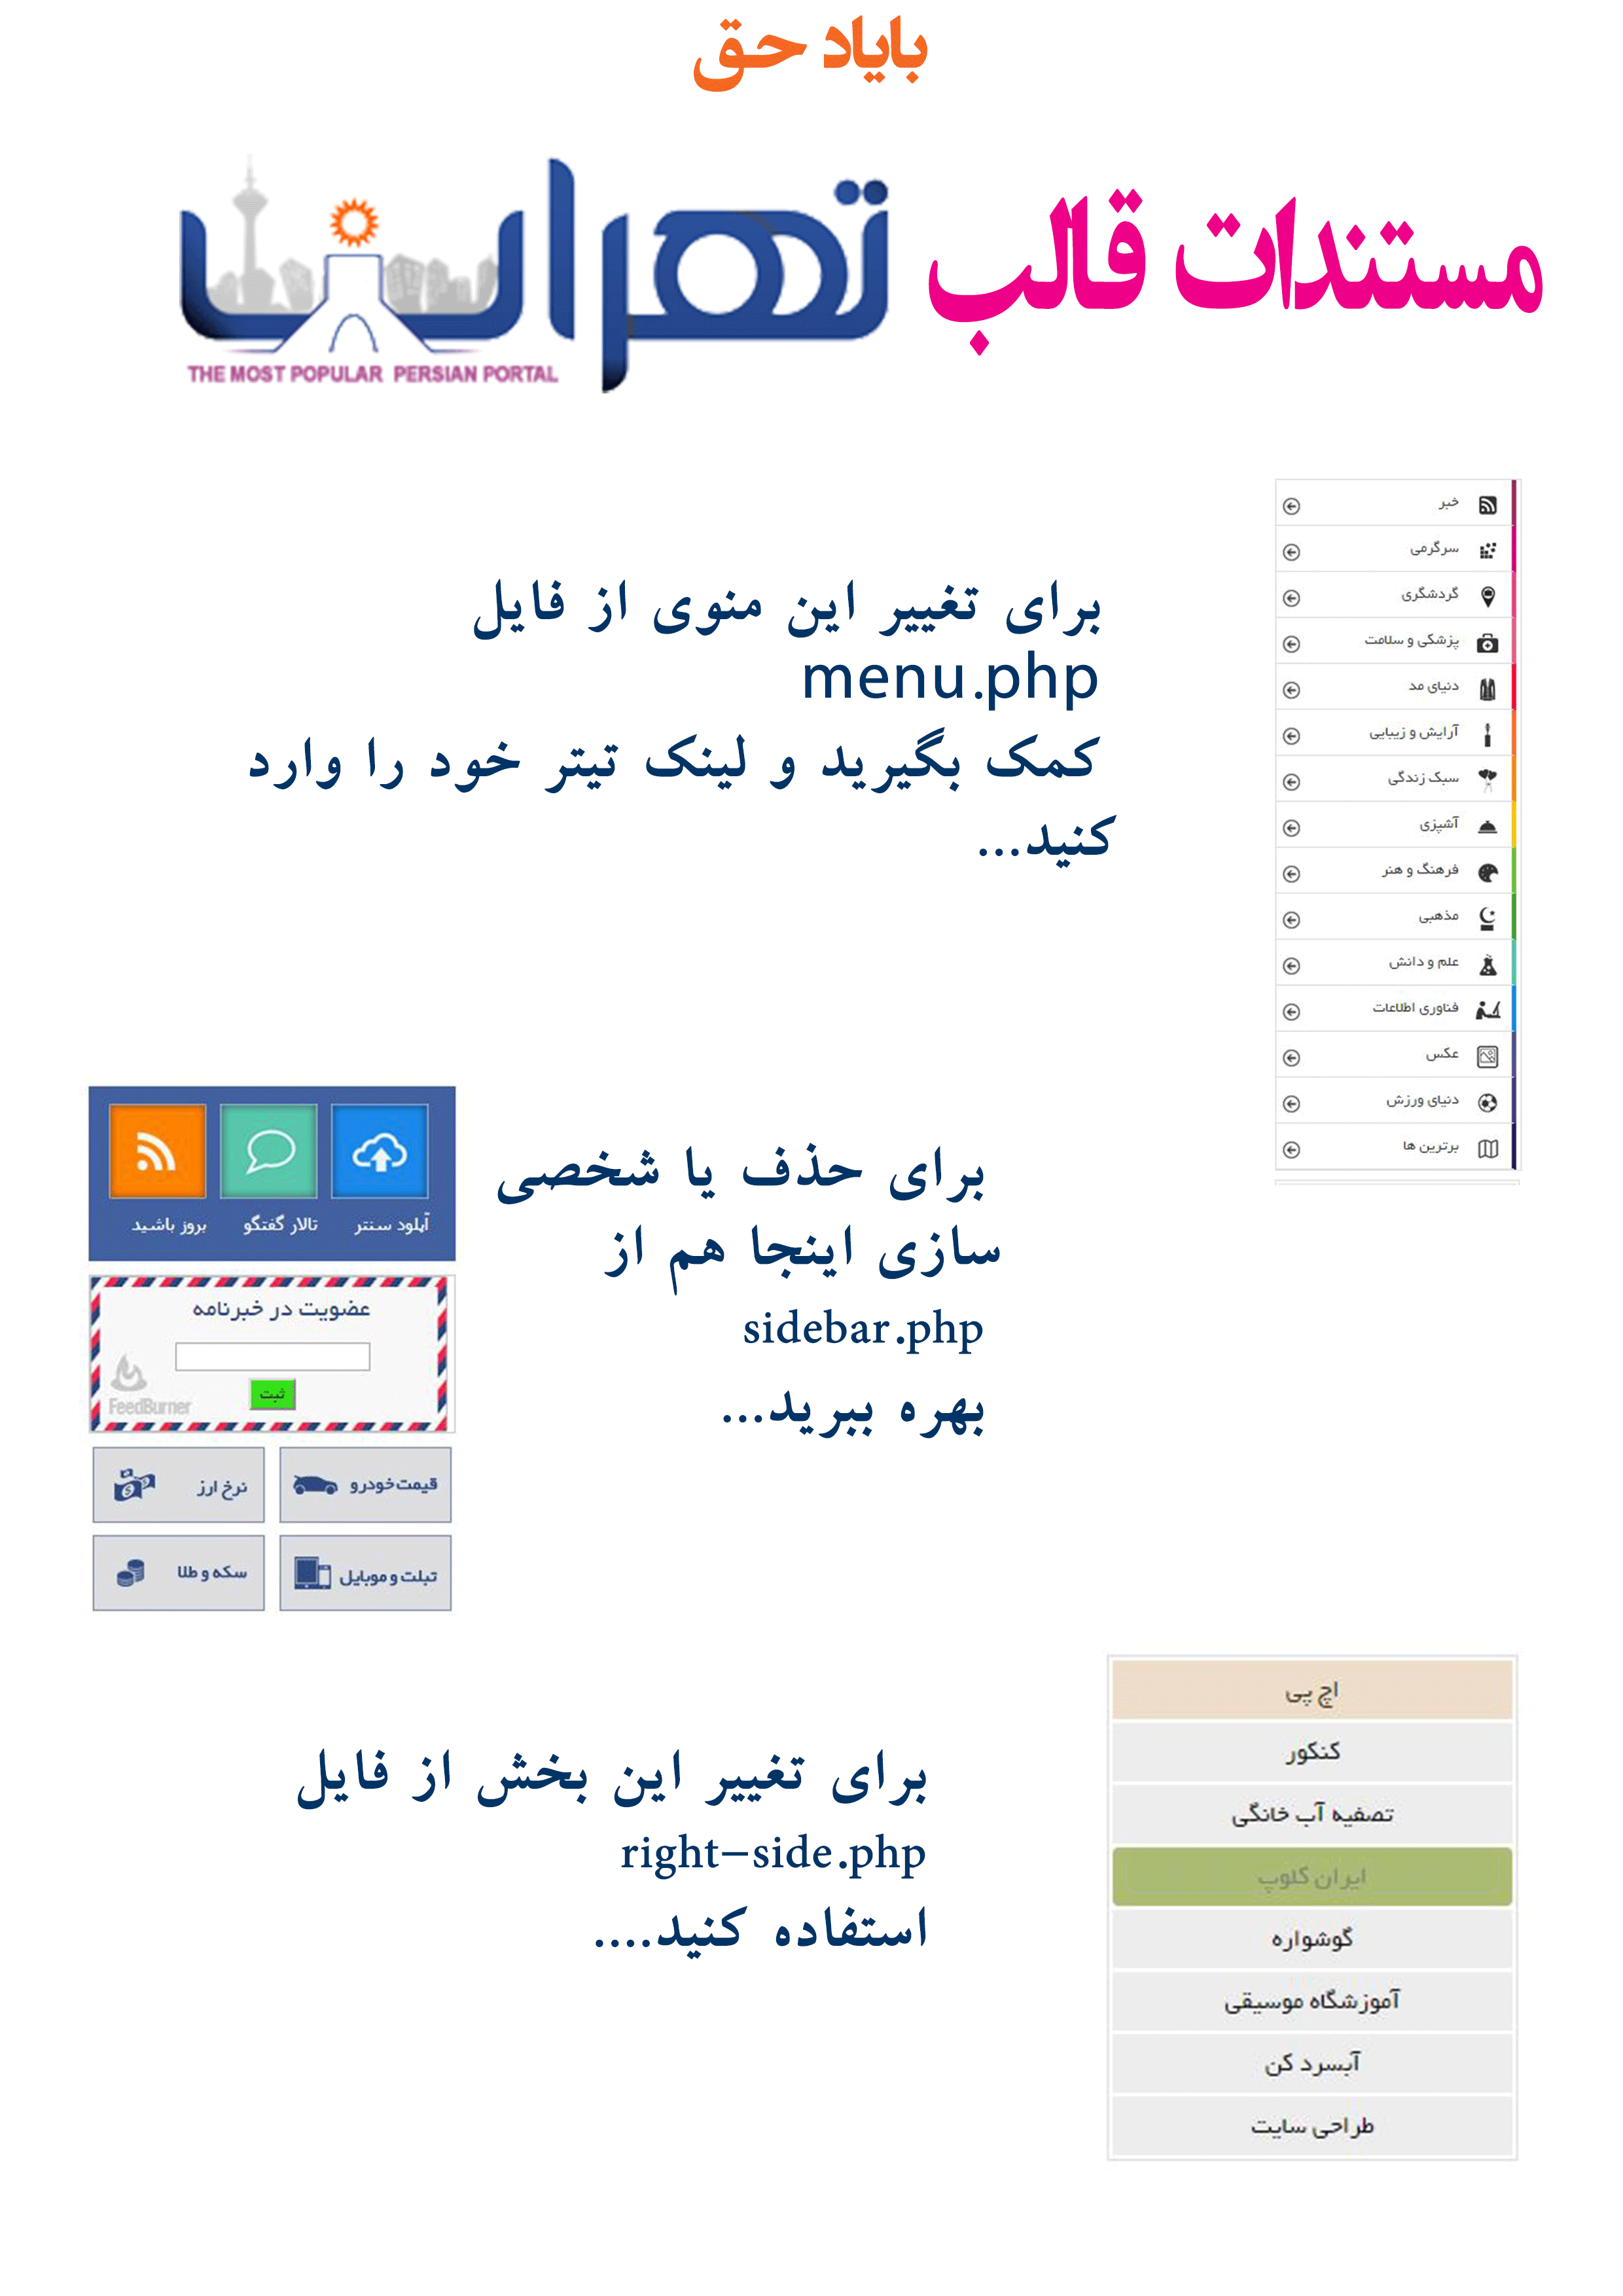 بایاد حق
مستندات قالب
تهران
THE MOST POPULAR PERSIAN PORTAL
خبر
سرگرمی
گردشگری
پزشکی و سلامت
دنیای مد
آرایش و زیبایی
سبک زندگی
آشپزی
فرهنگ و هنر
مذهبی
علم و دانش
فناوری اطلاعات
عکس
دنیای ورزش
برترین ها
برای تغییر این منوی از فایل
menu.php
کمک بگیرید و لینک تیتر خود را وارد
کنید...
برای حذف یا شخصی
سازی اینجا هم از
sidebar.php
بهره ببرید...
آپلود سنتر
تالار گفتگو
بروز باشید
عضویت در خبرنامه
ثبت
FeedBurner
قیمت خودرو
نرخ ارز
تبلت و موبایل
سکه و طلا
اچ پی
کنکور
تصفیه آب خانگی
ایران کلوپ
گوشواره
آموزشگاه موسیقی
آبسرد کن
طراحی سایت
برای تغییر این بخش از فایل
right-side.php
استفاده کنید....